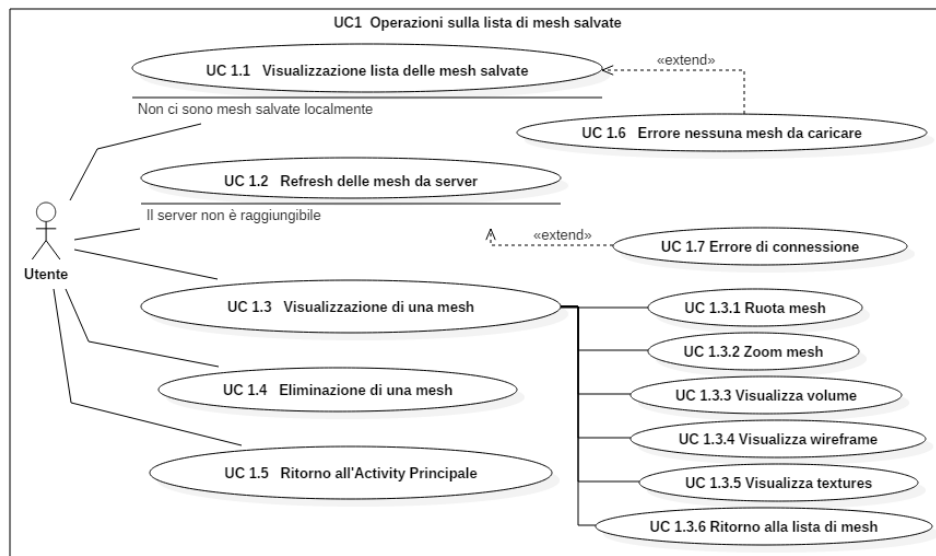 UC1 Operazioni sulla lista di mesh salvate
UC 1.1 Visualizzazione lista delle mesh salvate
«extend»
Non ci sono mesh salvate localmente
UC 1.6 Errore nessuna mesh da caricare
UC 1.2 Refresh delle mesh da server
Il server non è raggiungibile
«extend»
UC 1.7 Errore di connessione
Utente
UC 1.3 Visualizzazione di una mesh
UC 1.3.1 Ruota mesh
UC 1.3.2 Zoom mesh
UC 1.4 Eliminazione di una mesh
UC 1.3.3 Visualizza volume
UC 1.3.4 Visualizza wireframe
UC 1.5 Ritorno all'Activity Principale
UC 1.3.5 Visualizza textures
UC 1.3.6 Ritorno alla lista di mesh